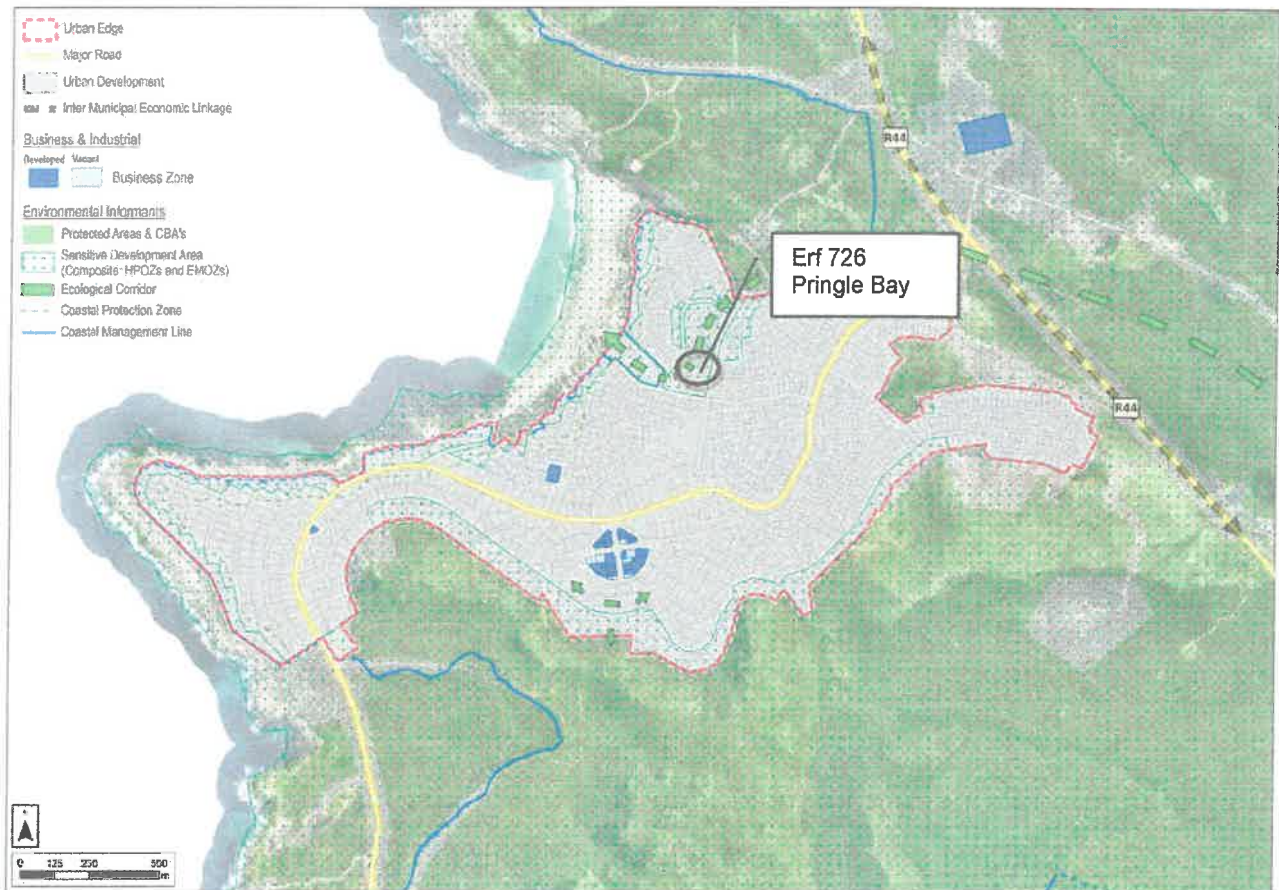 Urban Edge
Major Road
Urban Development
Inter Municipal Economic Linkage
Business & Industrial
Developed Vacant
Business Zone
Environmental Informants
Protected Areas & CBA's
Sensitive Development Area
(Composite: HPOZs and EMOZs)
Ecological Corridor
Coastal Protection Zone
Coastal Management Line
R44
Erf 726
Pringle Bay
R44
0 125 250 500
m